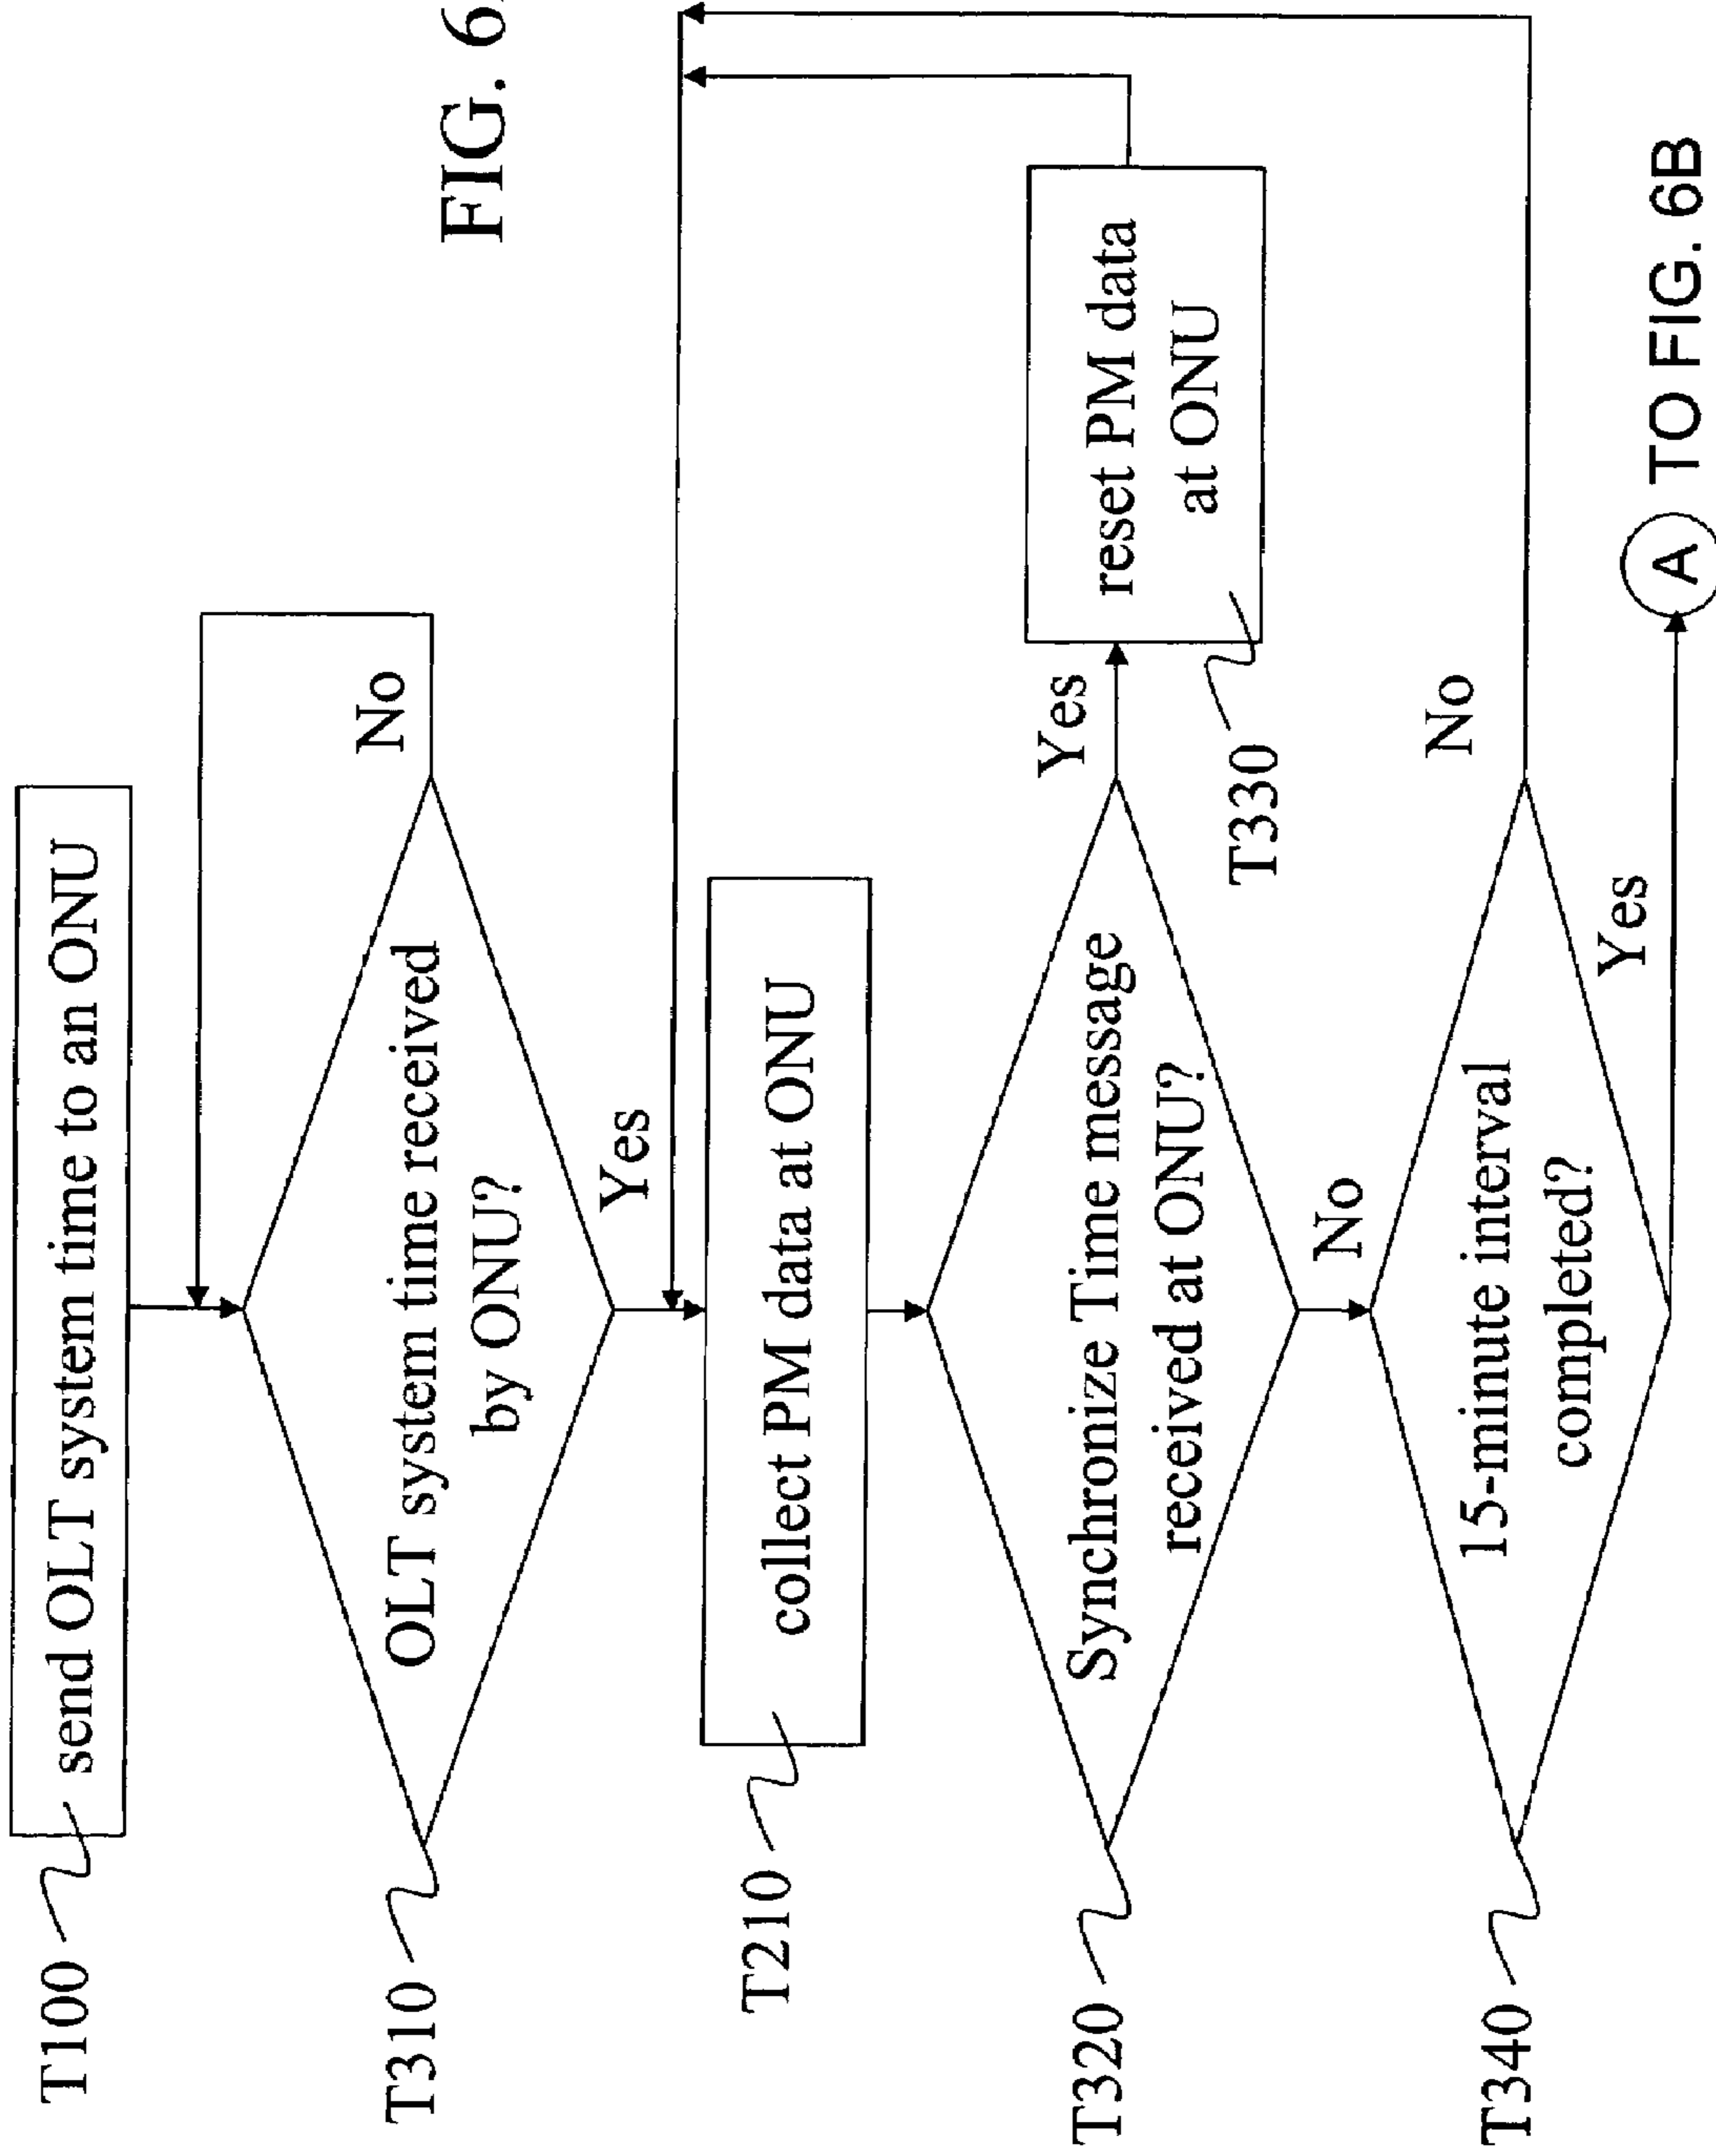 FIG. 6
T100
send OLT system time to an ONU
T310
OLT system time received
by ONU?
No
Yes
T210
collect PM data at ONU
T320
Synchronize Time message
received at ONU?
Yes
reset PM data
at ONU
T330
No
T340
15-minute interval
completed?
No
Yes
A
TO FIG. 6B